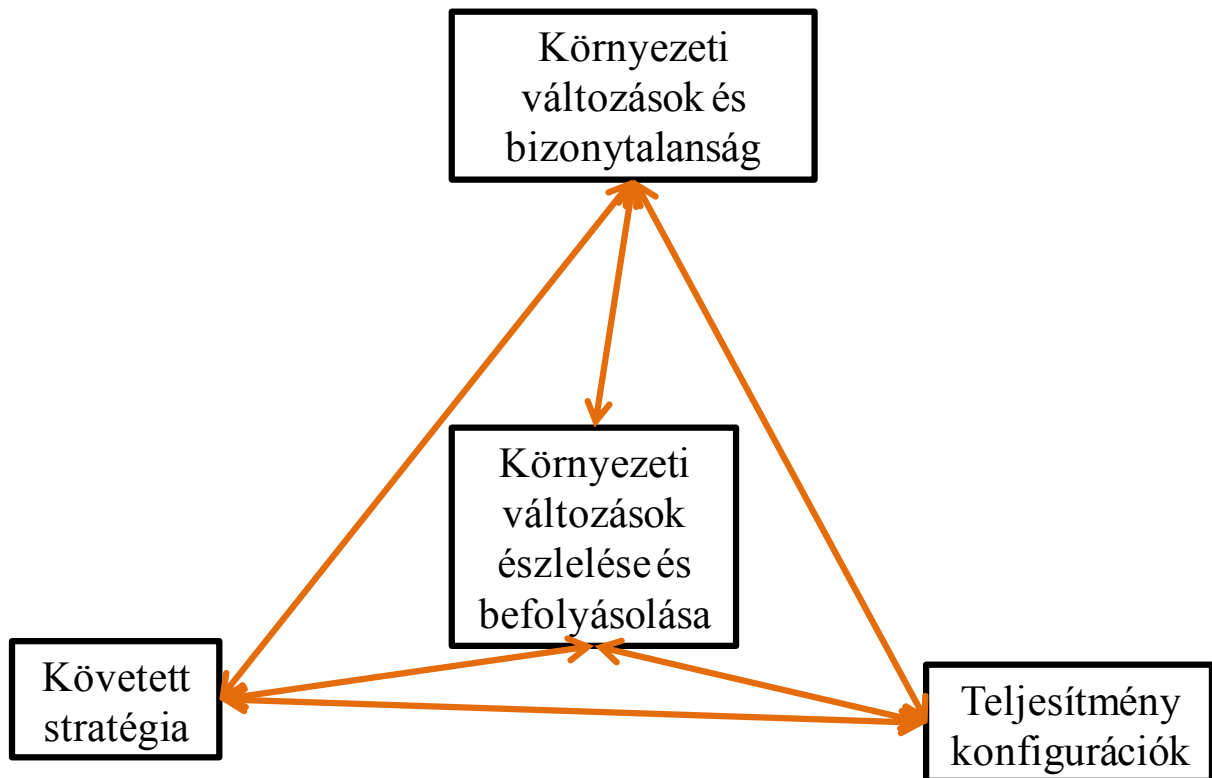 Környezeti
változások és
bizonytalanság
Környezeti
változások
észlelése és
befolyásolása
Követett
stratégia
Teljesítmény
konfigurációk